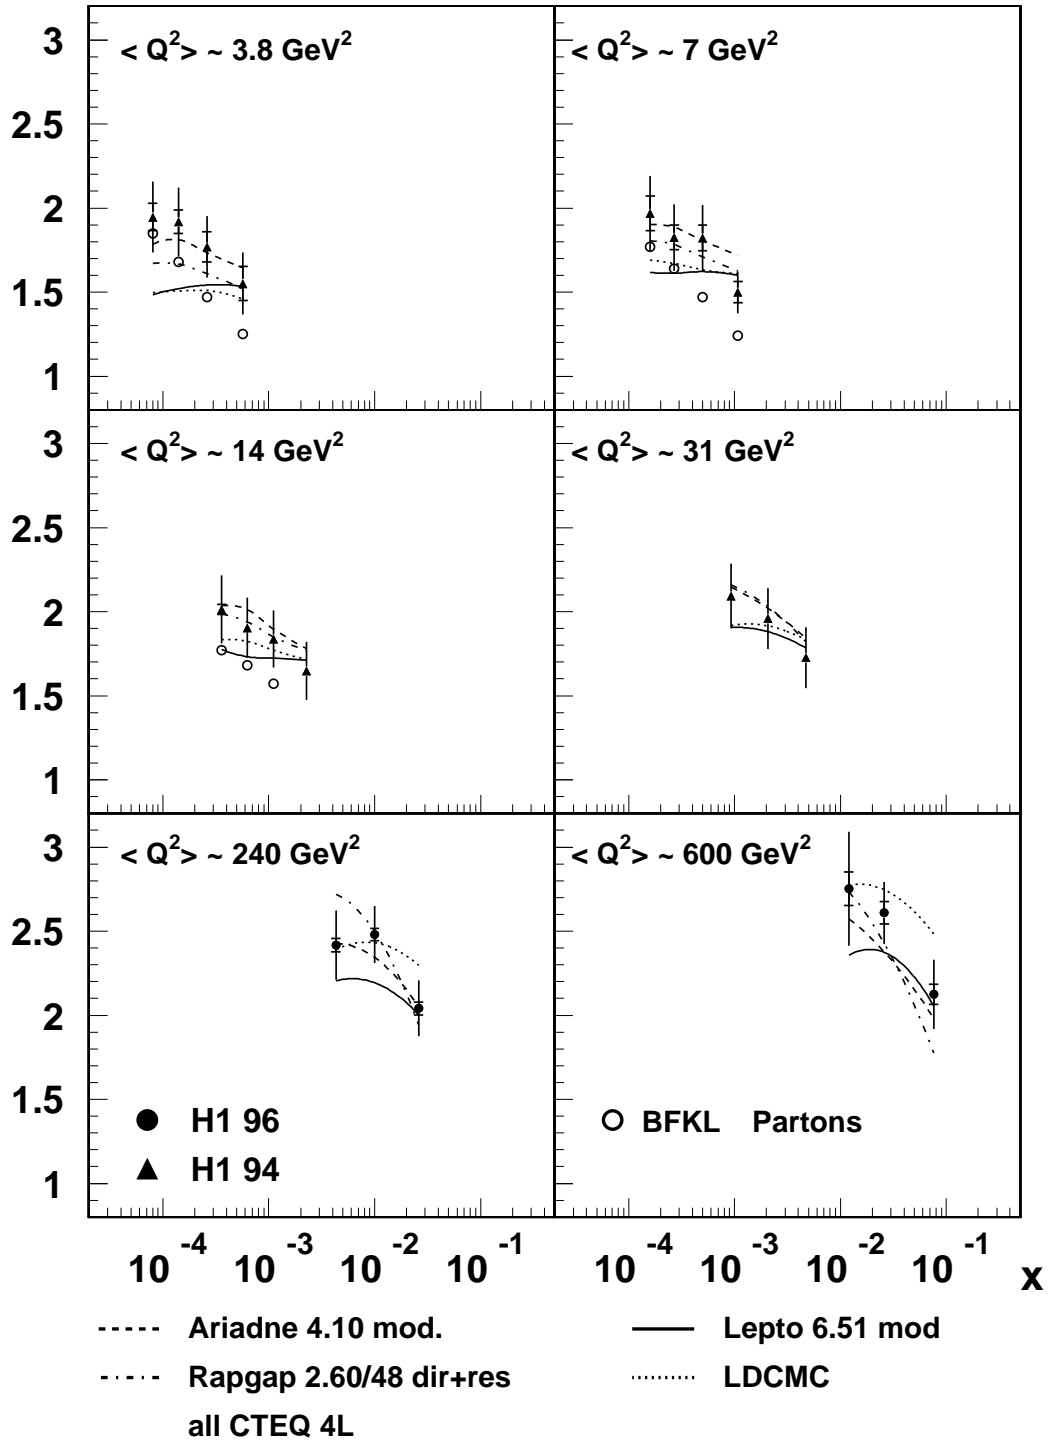 < Q² > ~ 3.8 GeV²
< Q² > ~ 7 GeV²
3
2.5
2
1.5
1
< Q² > ~ 14 GeV²
< Q² > ~ 31 GeV²
3
2.5
2
1.5
1
< Q² > ~ 240 GeV²
< Q² > ~ 600 GeV²
3
2.5
2
1.5
1
H1 96
H1 94
BFKL Partons
10⁻⁴ 10⁻³ 10⁻² 10⁻¹
10⁻⁴ 10⁻³ 10⁻² 10⁻¹ x
Ariadne 4.10 mod.
Lepto 6.51 mod
Rapgap 2.60/48 dir+res
LDCMC
all CTEQ 4L